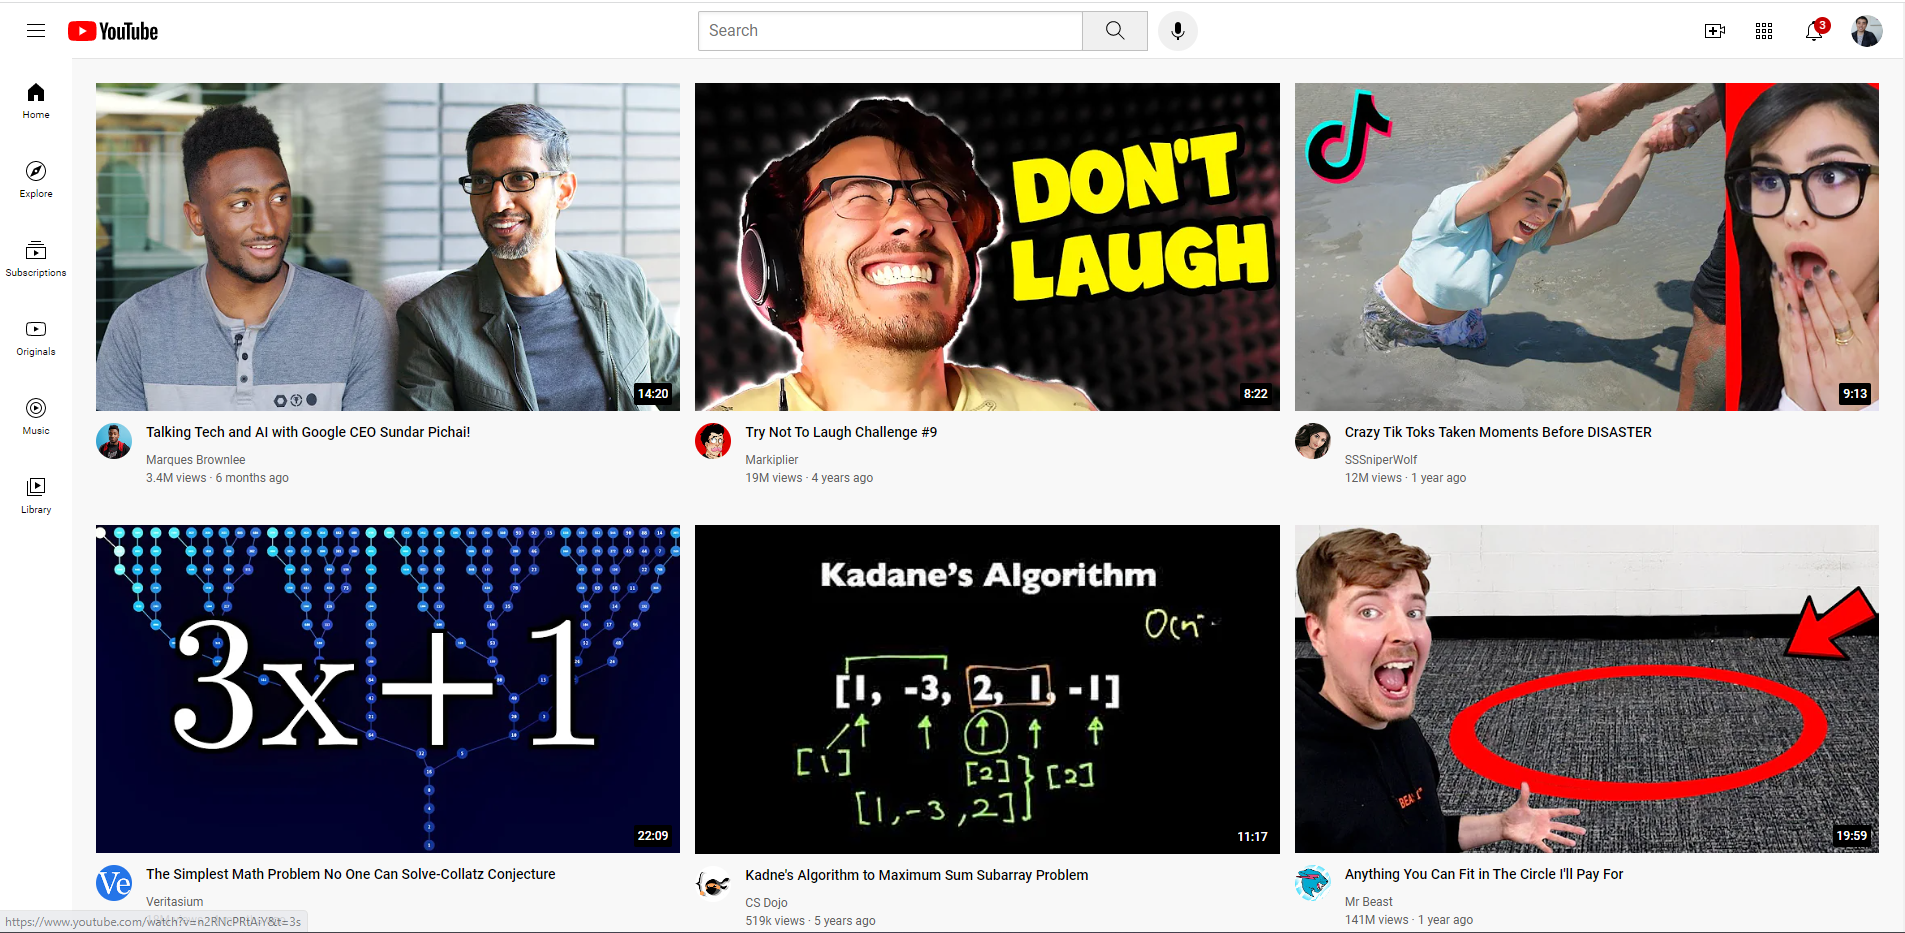 YouTube
Search
3
Home
Explore
Subscriptions
Originals
Music
Library
14:20
Talking Tech and AI with Google CEO Sundar Pichai!
Marques Brownlee
3.4M views · 6 months ago
DON'T
LAUGH
8:22
Try Not To Laugh Challenge #9
Markiplier
19M views · 4 years ago
9:13
Crazy Tik Toks Taken Moments Before DISASTER
SSSniperWolf
12M views · 1 year ago
3x+1
22:09
Ve
The Simplest Math Problem No One Can Solve-Collatz Conjecture
Veritasium
Kadane's Algorithm
O(n
[1, -3, 2, 1, -1]
[1]
[2]
[2]
[1,-3,2]
11:17
Kadne's Algorithm to Maximum Sum Subarray Problem
CS Dojo
519k views · 5 years ago
19:59
Anything You Can Fit in The Circle I'll Pay For
Mr Beast
141M views · 1 year ago
https://www.youtube.com/watch?v=n2RNcPRtAiY&t=3s